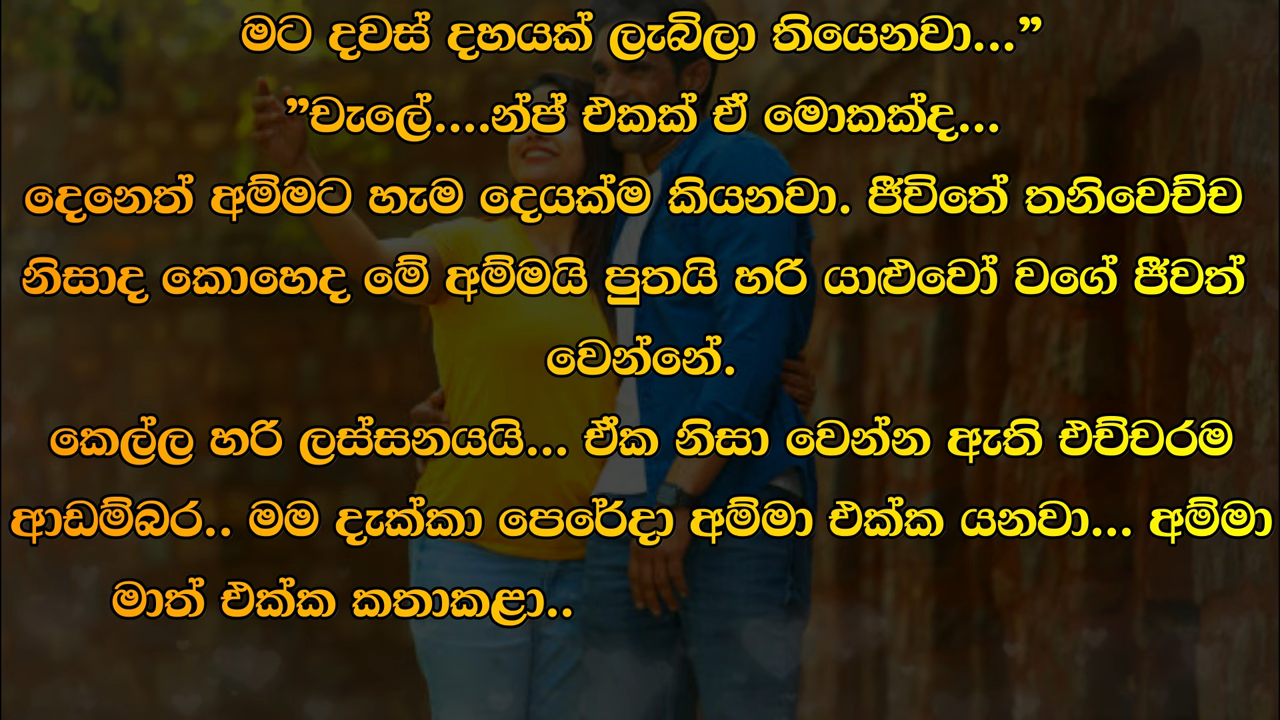 මට දවස් දහයක් ලැබිලා තියෙනවා...”
”චැලේ....න්ප් එකක් ඒ මොකක්ද...
දෙනෙත් අම්මට හැම දෙයක්ම කියනවා. ජීවිතේ තනිවෙච්ච
නිසාද කොහෙද මේ අම්මයි පුතයි හරි යාළුවෝ වගේ ජීවත්
වෙන්නේ.
කෙල්ල හරි ලස්සනයයි... ඒක නිසා වෙන්න ඇති එච්චරම
ආඩම්බර.. මම දැක්කා පෙරේදා අම්මා එක්ක යනවා... අම්මා
මාත් එක්ක කතාකළා..